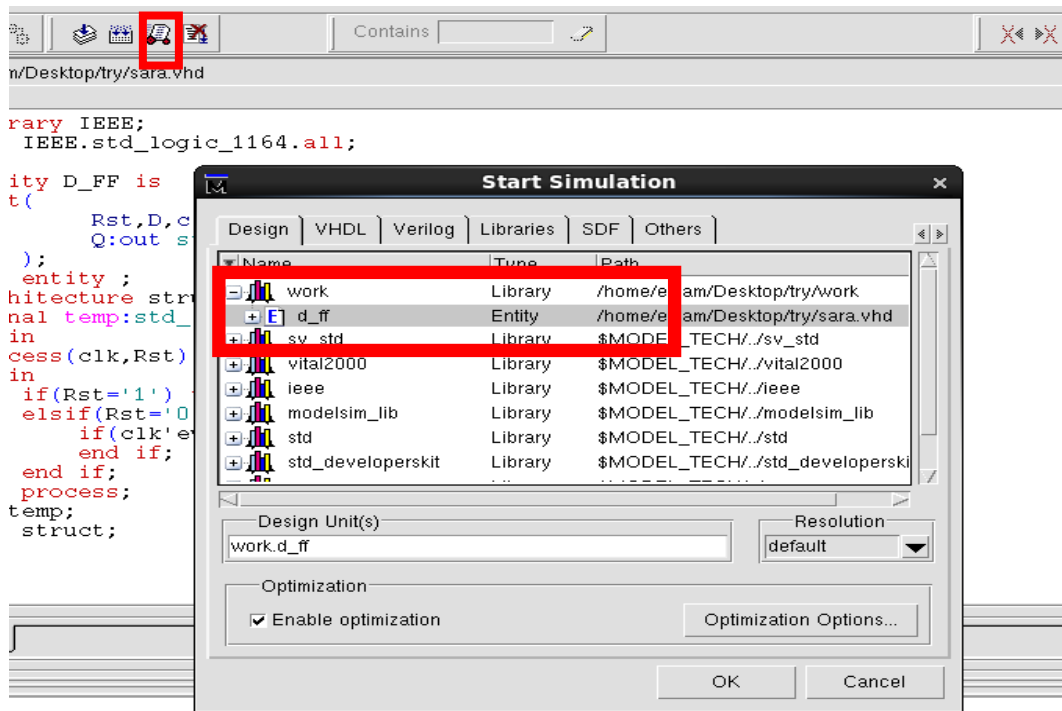 Contains
n/Desktop/try/sara.vhd
rary IEEE;
IEEE.std_logic_1164.all;
ity D_FF is
t(
Rst,D,c
Q:out s
);
entity ;
hitecture stru
nal temp:std_
in
cess(clk,Rst)
in
if(Rst='1')
elsif(Rst='0
if(clk'e
end if;
end if;
process;
temp;
struct;
Start Simulation
Design VHDL Verilog Libraries SDF Others
Name Type Path
work Library /home/e am/Desktop/try/work
d_ff Entity /home/e am/Desktop/try/sara.vhd
sv_std Library $MODEL_TECH/../sv_std
vital2000 Library $MODEL_TECH/../vital2000
ieee Library $MODEL_TECH/../ieee
modelsim_lib Library $MODEL_TECH/../modelsim_lib
std Library $MODEL_TECH/../std
std_developerskit Library $MODEL_TECH/../std_developerski
Design Unit(s)
work.d_ff
Resolution
default
Optimization
Enable optimization
Optimization Options...
OK Cancel